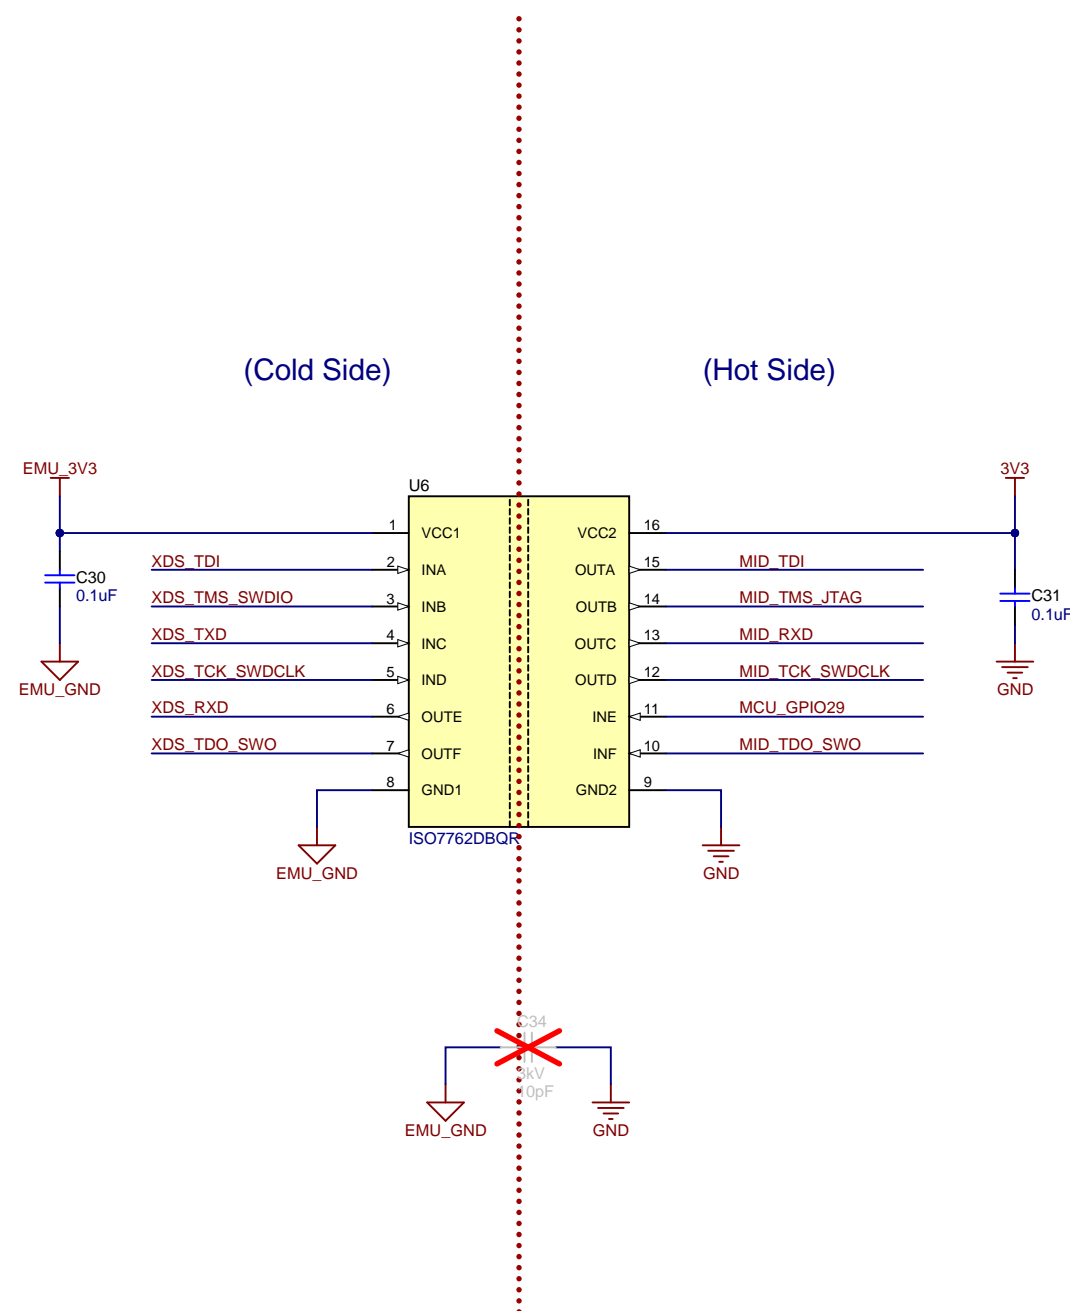 (Cold Side)
(Hot Side)
EMU_3V3
3V3
U6
1
VCC1
VCC2
16
XDS_TDI
2
INA
OUTA
15
MID_TDI
C30
0.1uF
XDS_TMS_SWDIO
3
INB
OUTB
14
MID_TMS_JTAG
C31
0.1uF
XDS_TXD
4
INC
OUTC
13
MID_RXD
XDS_TCK_SWDCLK
5
IND
OUTD
12
MID_TCK_SWDCLK
EMU_GND
GND
XDS_RXD
6
OUTE
INE
11
MCU_GPIO29
XDS_TDO_SWO
7
OUTF
INF
10
MID_TDO_SWO
8
GND1
GND2
9
ISO7762DBQR
EMU_GND
GND
C34
3kV
10pF
EMU_GND
GND